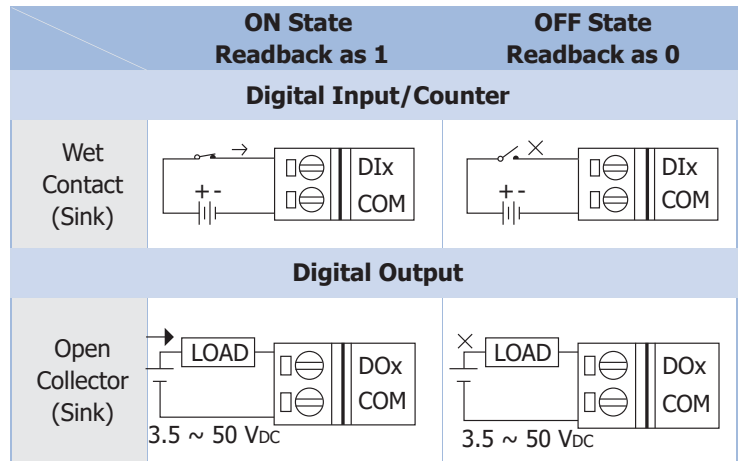 ON State
Readback as 1
OFF State
Readback as 0
Digital Input/Counter
Wet
Contact
(Sink)
+ -
DIx
COM
+ -
DIx
COM
Digital Output
Open
Collector
(Sink)
LOAD
DOx
COM
3.5 ~ 50 VDC
LOAD
DOx
COM
3.5 ~ 50 VDC